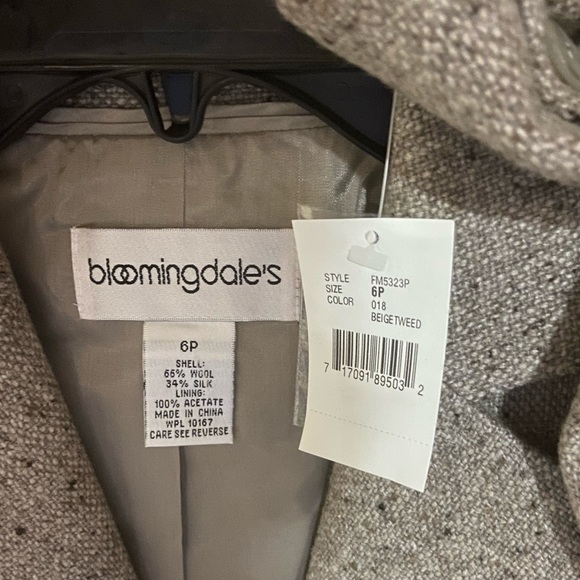 bloomingdale's
6P
SHELL:
66% WOOL
34% SILK
LINING:
100% ACETATE
MADE IN CHINA
WPL 10167
CARE SEE REVERSE
STYLE FM5323P
SIZE 6P
COLOR 018
BEIGETWEED
7 17091 89503 2